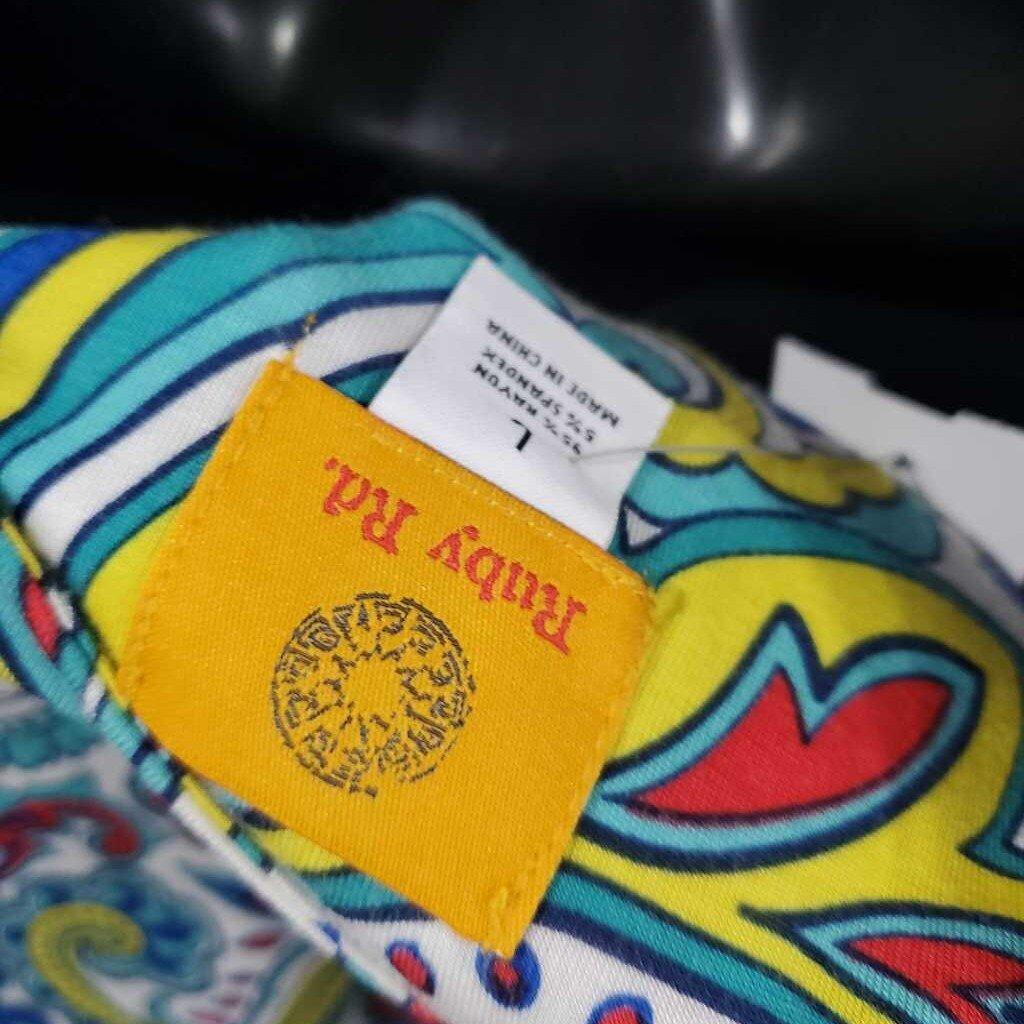 Ruby Rd.
L
95% RAYON
5% SPANDEX
MADE IN CHINA